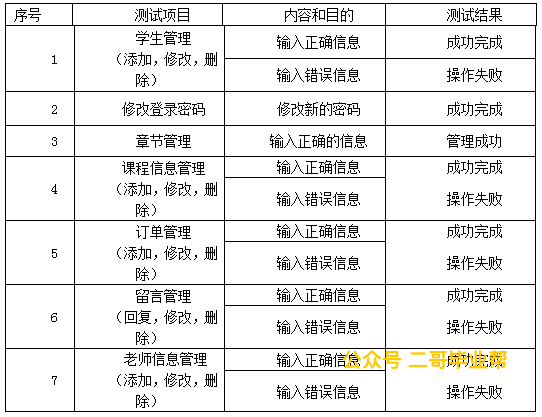 序号 测试项目 内容和目的 测试结果
1 学生管理 输入正确信息 成功完成
（添加，修改，删
除） 输入错误信息 操作失败
2 修改登录密码 修改新的密码 成功完成
3 章节管理 输入正确的信息 管理成功
4 课程信息管理 输入正确信息 成功完成
（添加，修改，删
除） 输入错误信息 操作失败
5 订单管理 输入正确信息 成功完成
（添加，修改，删
除） 输入错误信息 操作失败
6 留言管理 输入正确信息 成功完成
（回复，修改，删
除） 输入错误信息 操作失败
7 老师信息管理 输入正确信息 成功完成
（添加，修改，删
除） 输入错误信息 操作失败
公众号 二哥毕业帮